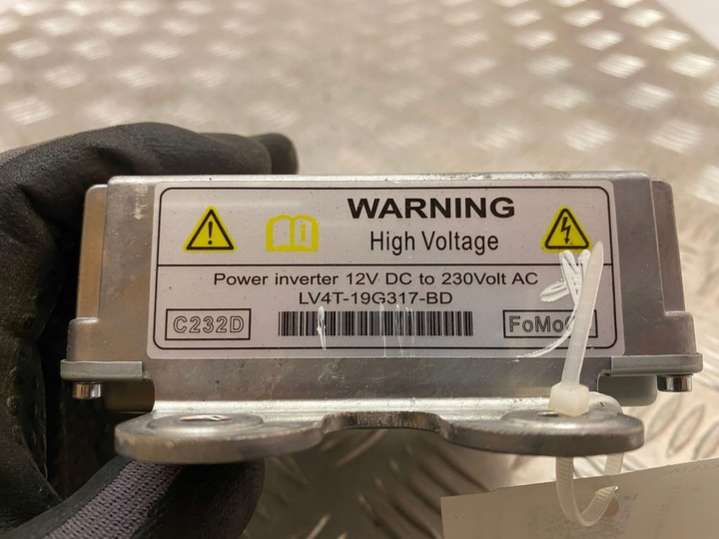 WARNING
High Voltage
Power inverter 12V DC to 230Volt AC
LV4T-19G317-BD
C232D